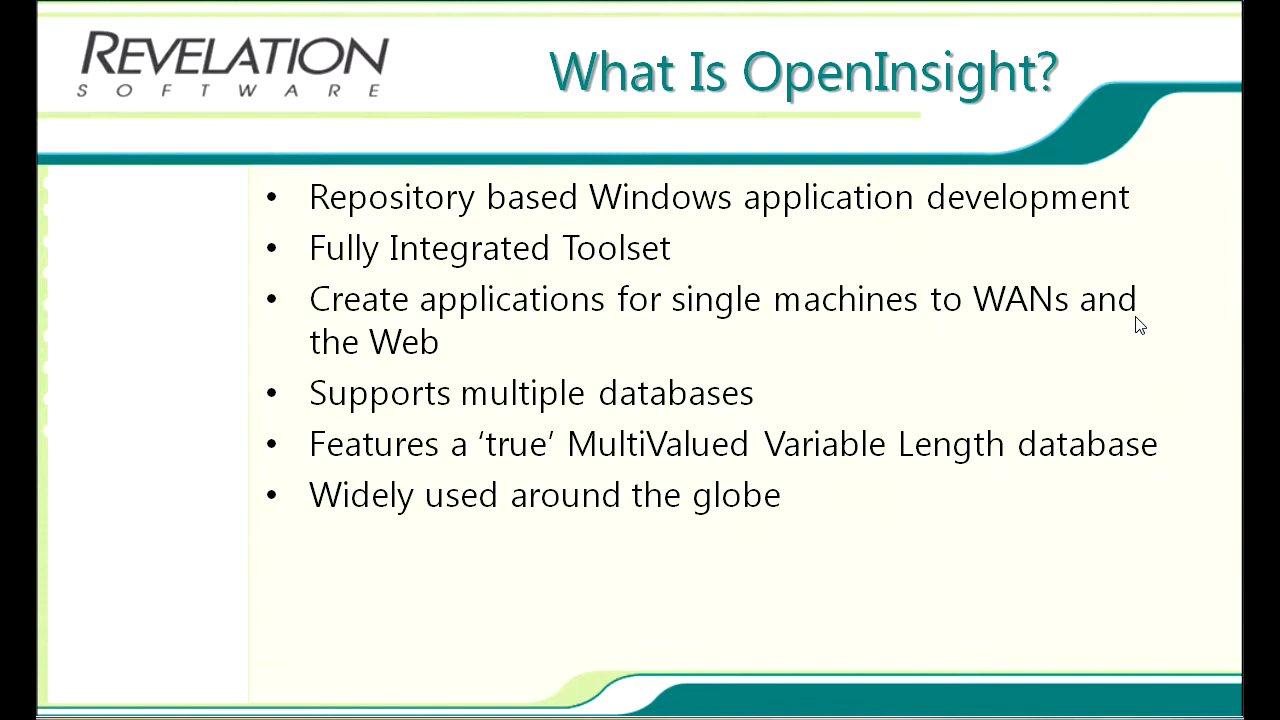 REVELATION
SOFTWARE
What Is OpenInsight?
• Repository based Windows application development
• Fully Integrated Toolset
• Create applications for single machines to WANs and
the Web
• Supports multiple databases
• Features a ‘true’ MultiValued Variable Length database
• Widely used around the globe